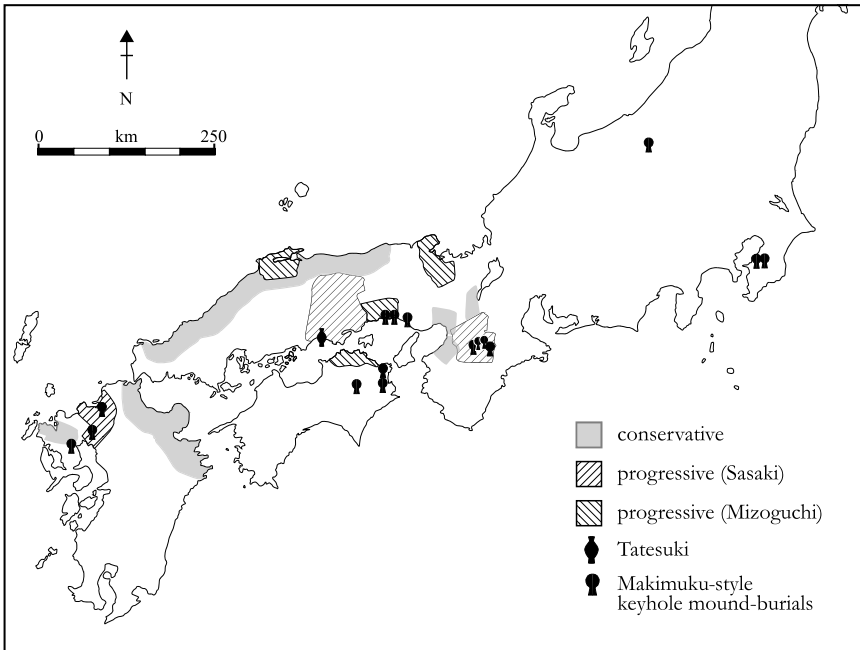 N
0 km 250
conservative
progressive (Sasaki)
progressive (Mizoguchi)
Tatesuki
Makimuku-style
keyhole mound-burials